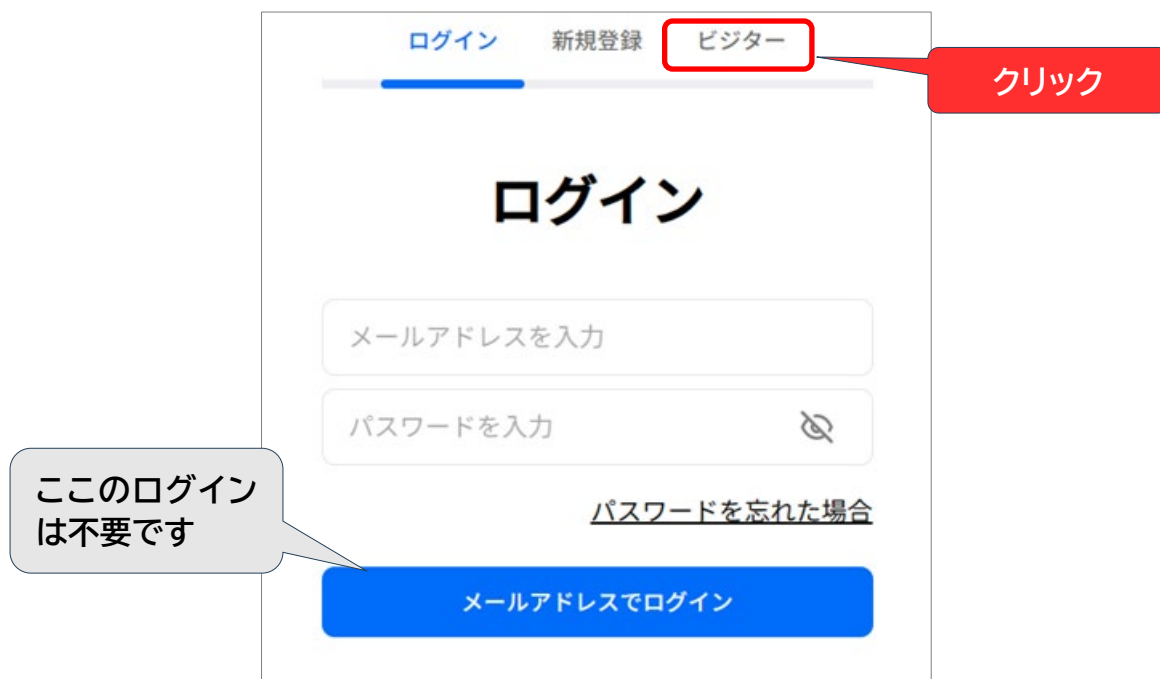 ログイン 新規登録 ビジター
クリック
ログイン
メールアドレスを入力
パスワードを入力
ここのログイン
は不要です
パスワードを忘れた場合
メールアドレスでログイン